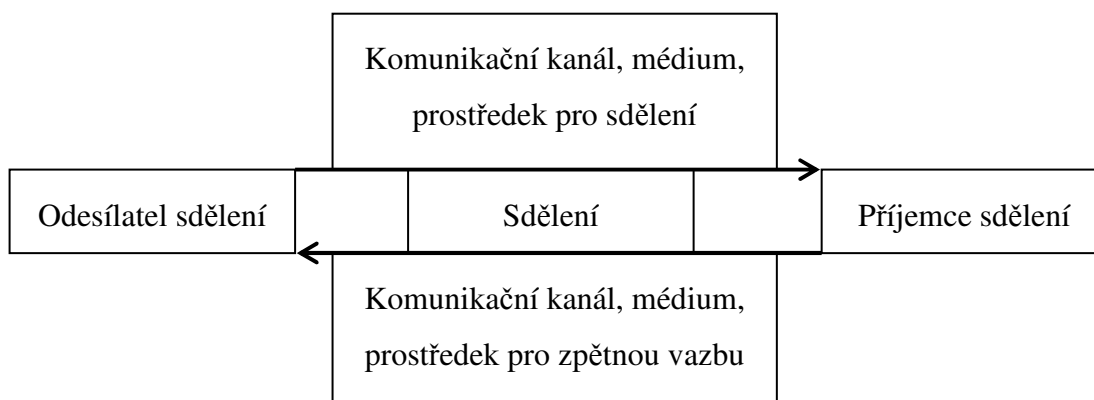 Komunikační kanál, médium,
prostředek pro sdělení
Odesílatel sdělení
Sdělení
Příjemce sdělení
Komunikační kanál, médium,
prostředek pro zpětnou vazbu